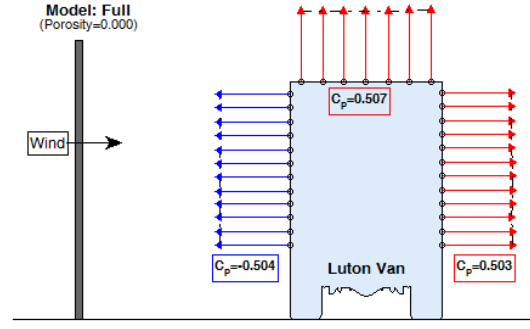 Model: Full
(Porosity=0.000)
Wind
Cp=0.507
Cp=-0.504
Luton Van
Cp=0.503